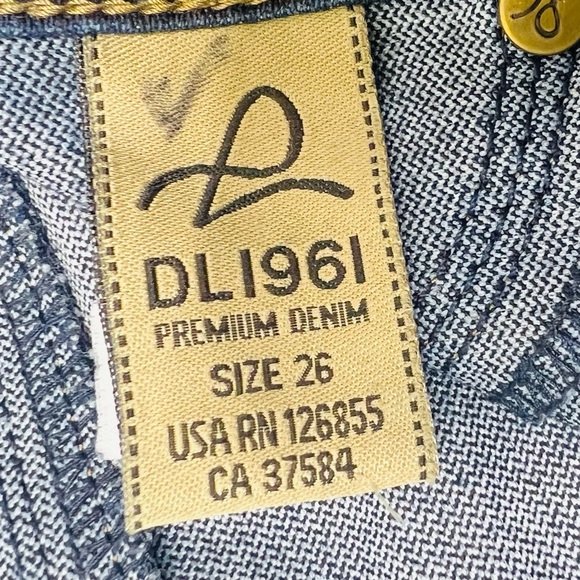 DL1961
PREMIUM DENIM
SIZE 26
USA RN 126855
CA 37584